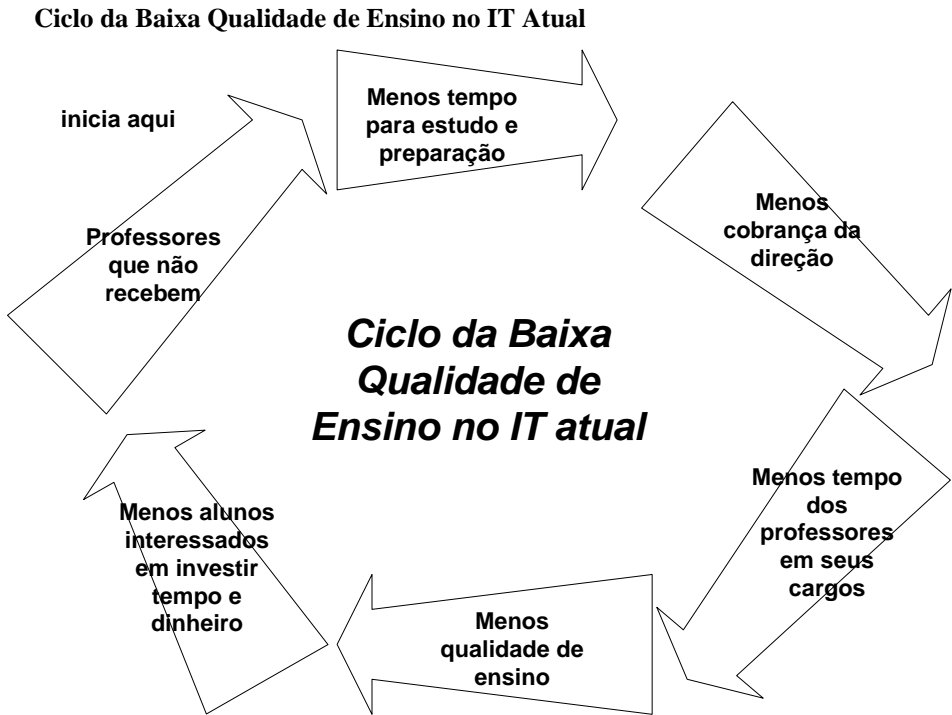 Ciclo da Baixa Qualidade de Ensino no IT Atual
inicia aqui
Professores
que não
recebem
Menos tempo
para estudo e
preparação
Menos
cobrança da
direção
Menos tempo
dos
professores
em seus
cargos
Menos
qualidade de
ensino
Menos alunos
interessados
em investir
tempo e
dinheiro
Ciclo da Baixa
Qualidade de
Ensino no IT atual